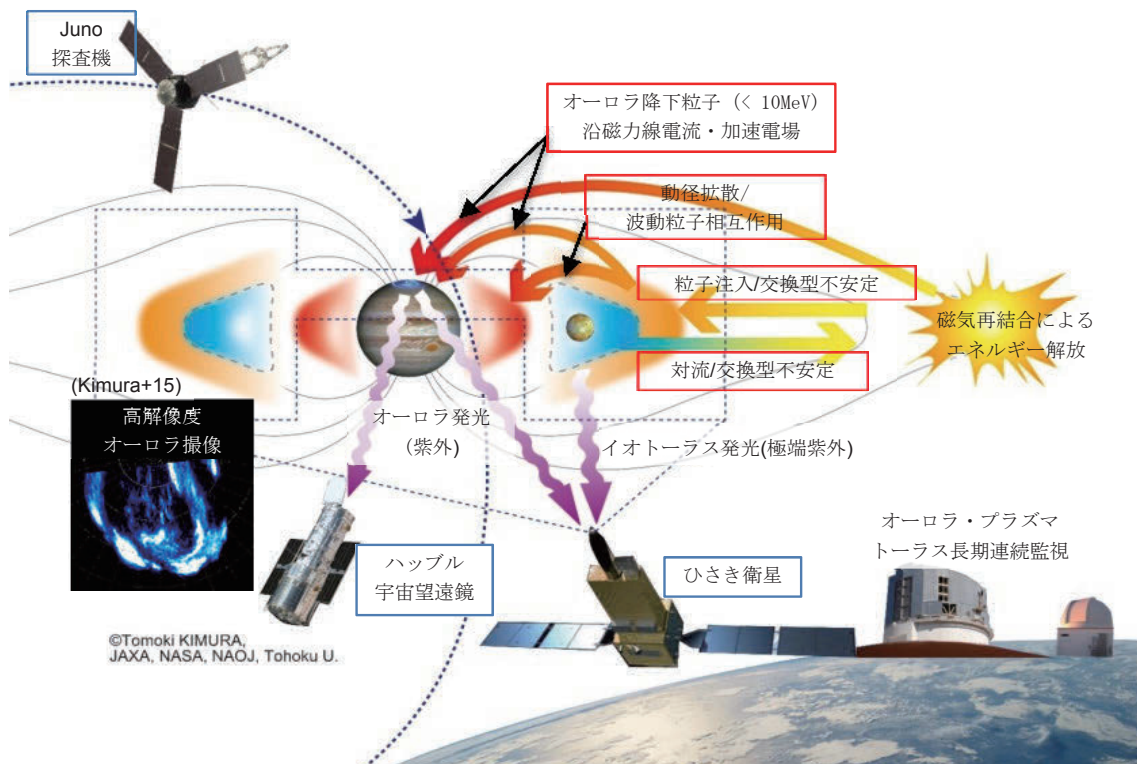 Juno
探査機
オーロラ降下粒子 (< 10MeV)
沿磁力線電流・加速電場
動径拡散/
波動粒子相互作用
粒子注入/交換型不安定
磁気再結合による
エネルギー解放
対流/交換型不安定
(Kimura+15)
高解像度
オーロラ撮像
オーロラ発光
(紫外)
イオトーラス発光(極端紫外)
オーロラ・プラズマ
トーラス長期連続監視
ハッブル
宇宙望遠鏡
ひさき衛星
©Tomoki KIMURA,
JAXA, NASA, NAOJ, Tohoku U.